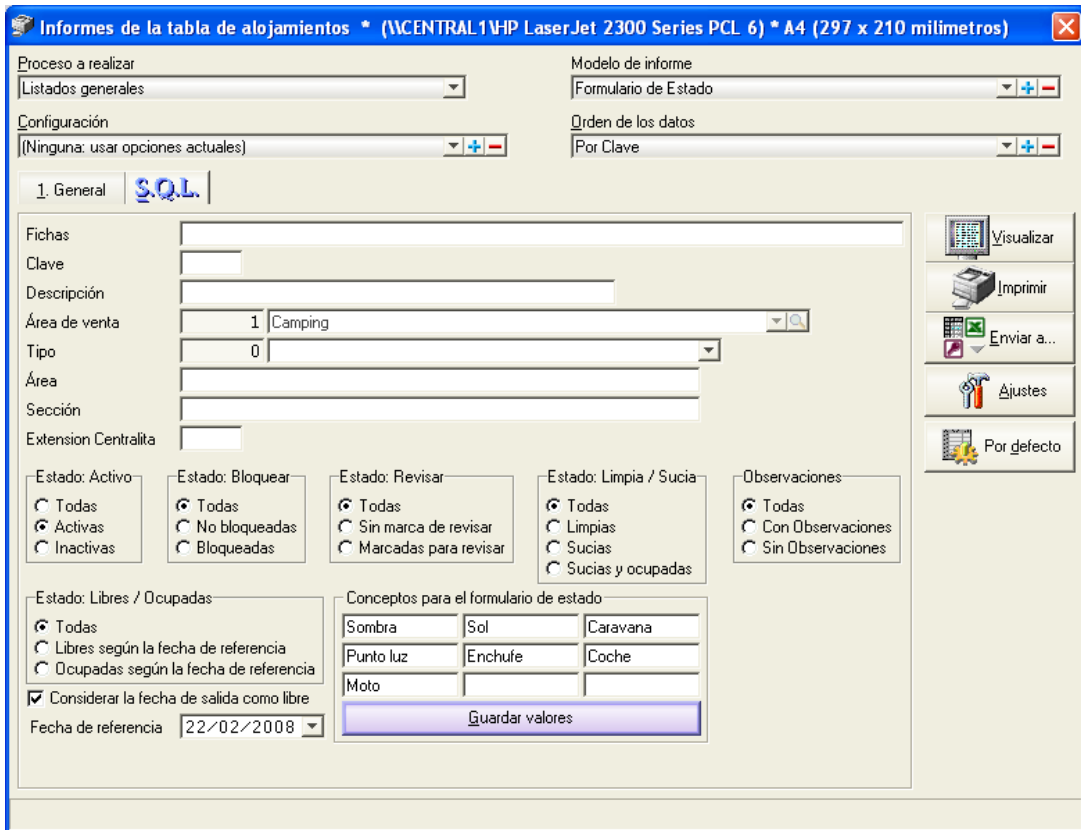 Informes de la tabla de alojamientos * (\\CENTRAL1\HP LaserJet 2300 Series PCL 6) * A4 (297 x 210 milimetros)
Proceso a realizar
Modelo de informe
Listados generales
Formulario de Estado
Configuración
Orden de los datos
(Ninguna: usar opciones actuales)
Por Clave
1. General
S.Q.L.
Fichas
Clave
Descripción
Área de venta 1 Camping
Tipo 0
Área
Sección
Extension Centralita
Visualizar
Imprimir
Enviar a...
Ajustes
Por defecto
Estado: Activo
Todas
Activas
Inactivas
Estado: Bloquear
Todas
No bloqueadas
Bloqueadas
Estado: Revisar
Todas
Sin marca de revisar
Marcadas para revisar
Estado: Limpia / Sucia
Todas
Limpias
Sucias
Sucias y ocupadas
Observaciones
Todas
Con Observaciones
Sin Observaciones
Estado: Libres / Ocupadas
Todas
Libres según la fecha de referencia
Ocupadas según la fecha de referencia
Considerar la fecha de salida como libre
Fecha de referencia 22/02/2008
Conceptos para el formulario de estado
Sombra Sol Caravana
Punto luz Enchufe Coche
Moto
Guardar valores